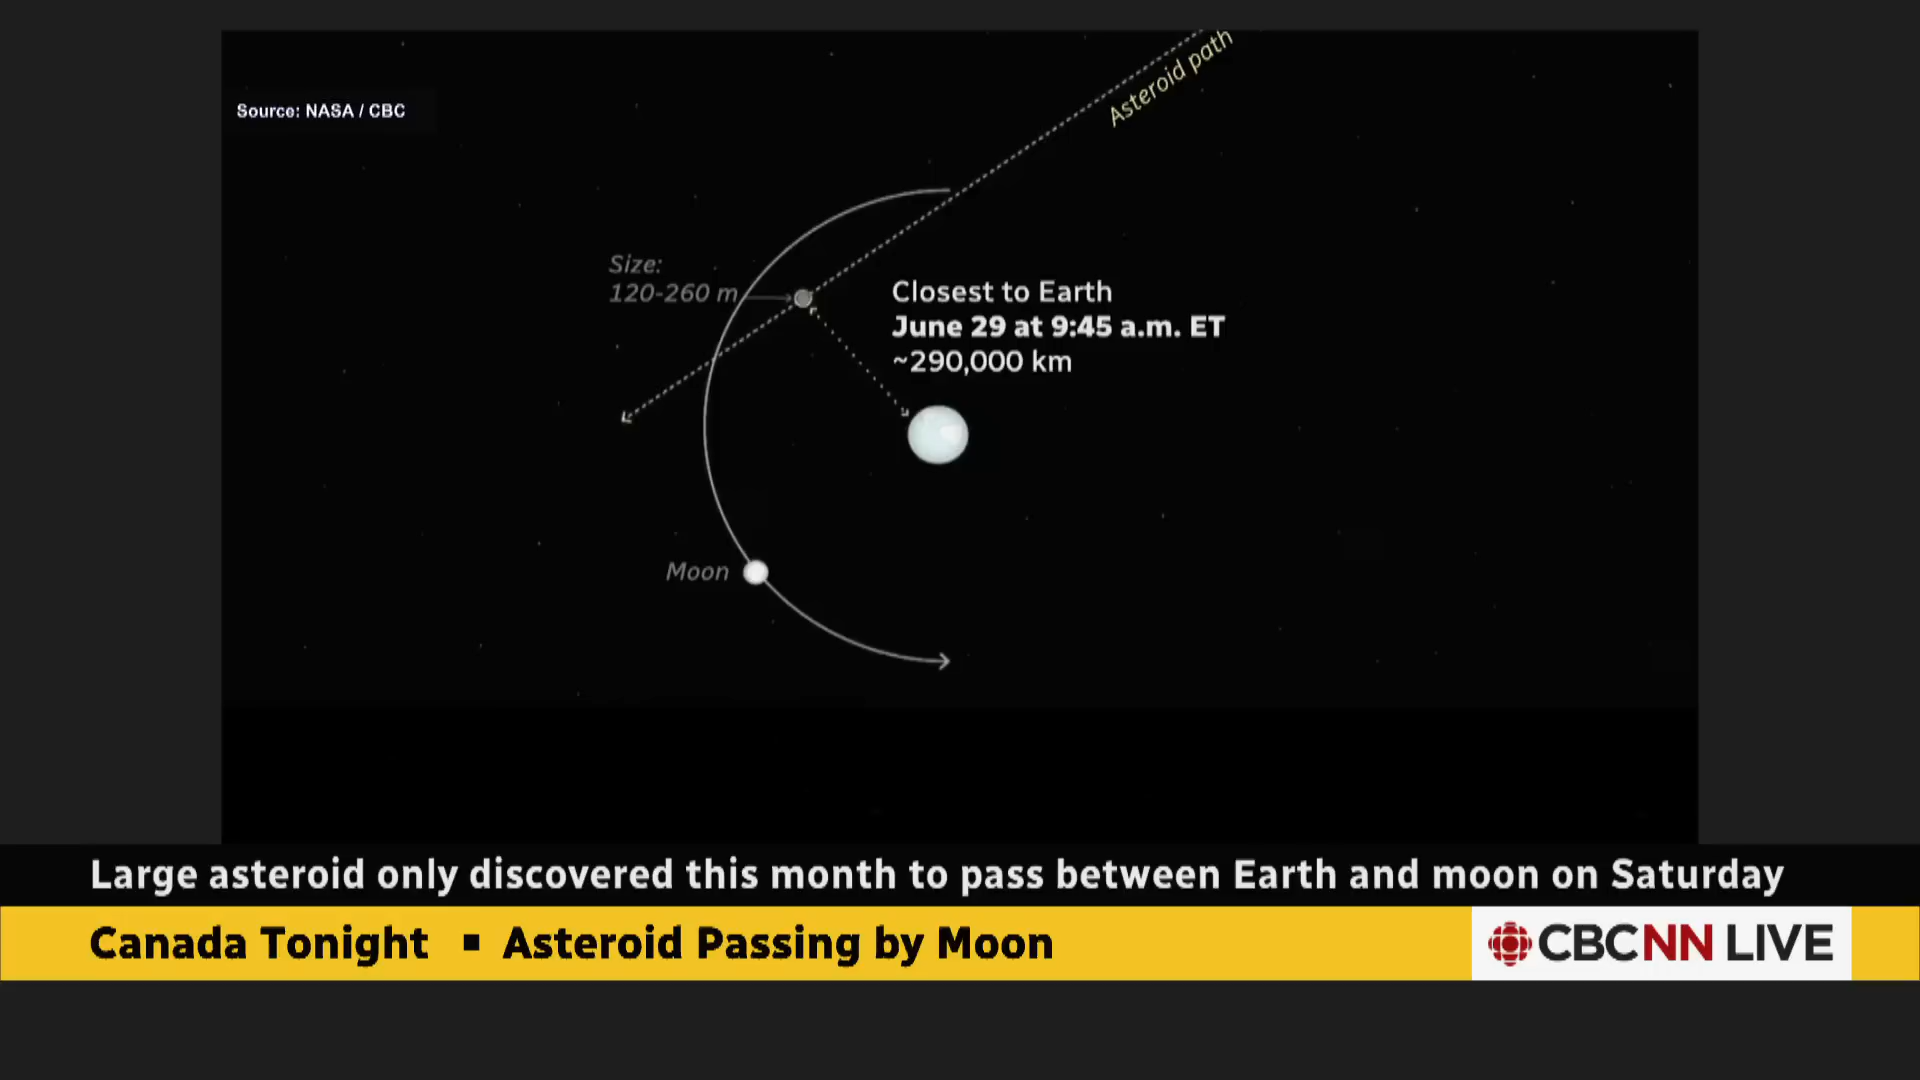 Asteroid path
Source: NASA / CBC
Size:
120-260 m
Closest to Earth
June 29 at 9:45 a.m. ET
~290,000 km
Moon
Large asteroid only discovered this month to pass between Earth and moon on Saturday
Canada Tonight ▪ Asteroid Passing by Moon
CBCNN LIVE